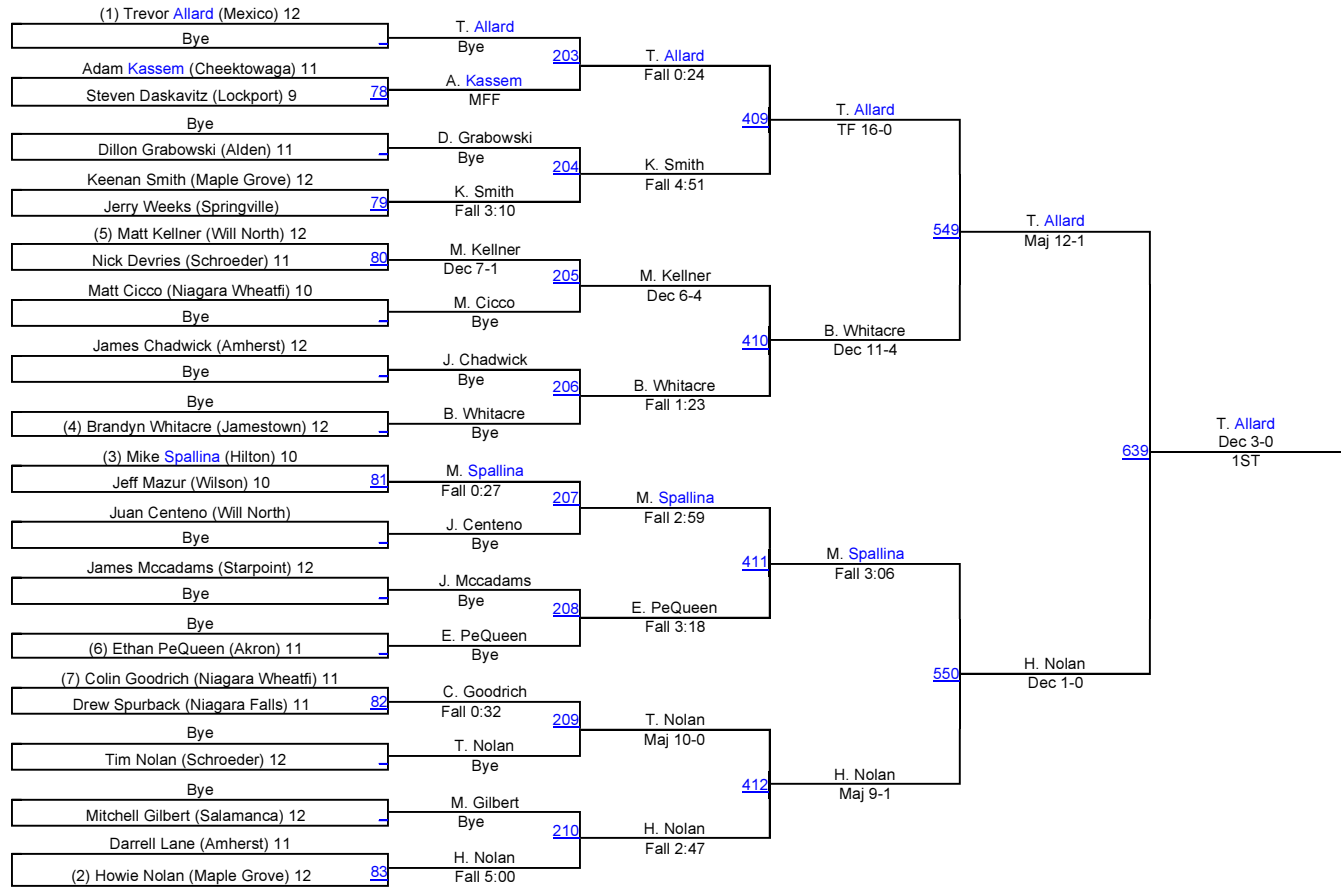 (1) Trevor Allard (Mexico) 12
Bye
Adam Kassem (Cheektowaga) 11
Steven Daskavitz (Lockport) 9
78
Bye
Dillon Grabowski (Alden) 11
Keenan Smith (Maple Grove) 12
Jerry Weeks (Springville)
79
(5) Matt Kellner (Will North) 12
Nick Devries (Schroeder) 11
80
Matt Cicco (Niagara Wheatfi) 10
Bye
James Chadwick (Amherst) 12
Bye
Bye
(4) Brandyn Whitacre (Jamestown) 12
(3) Mike Spallina (Hilton) 10
Jeff Mazur (Wilson) 10
81
Juan Centeno (Will North)
Bye
James Mccadams (Starpoint) 12
Bye
Bye
(6) Ethan PeQueen (Akron) 11
(7) Colin Goodrich (Niagara Wheatfi) 11
Drew Spurback (Niagara Falls) 11
82
Bye
Tim Nolan (Schroeder) 12
Bye
Mitchell Gilbert (Salamanca) 12
Darrell Lane (Amherst) 11
(2) Howie Nolan (Maple Grove) 12
83
T. Allard
Bye
203
A. Kassem
MFF
D. Grabowski
Bye
204
K. Smith
Fall 3:10
M. Kellner
Dec 7-1
205
M. Cicco
Bye
J. Chadwick
Bye
206
B. Whitacre
Bye
M. Spallina
Fall 0:27
207
J. Centeno
Bye
J. Mccadams
Bye
208
E. PeQueen
Bye
C. Goodrich
Fall 0:32
209
T. Nolan
Bye
M. Gilbert
Bye
210
H. Nolan
Fall 5:00
T. Allard
Fall 0:24
409
K. Smith
Fall 4:51
M. Kellner
Dec 6-4
410
B. Whitacre
Fall 1:23
M. Spallina
Fall 2:59
411
E. PeQueen
Fall 3:18
T. Nolan
Maj 10-0
412
H. Nolan
Fall 2:47
T. Allard
TF 16-0
549
B. Whitacre
Dec 11-4
M. Spallina
Fall 3:06
550
H. Nolan
Maj 9-1
T. Allard
Maj 12-1
639
H. Nolan
Dec 1-0
T. Allard
Dec 3-0
1ST